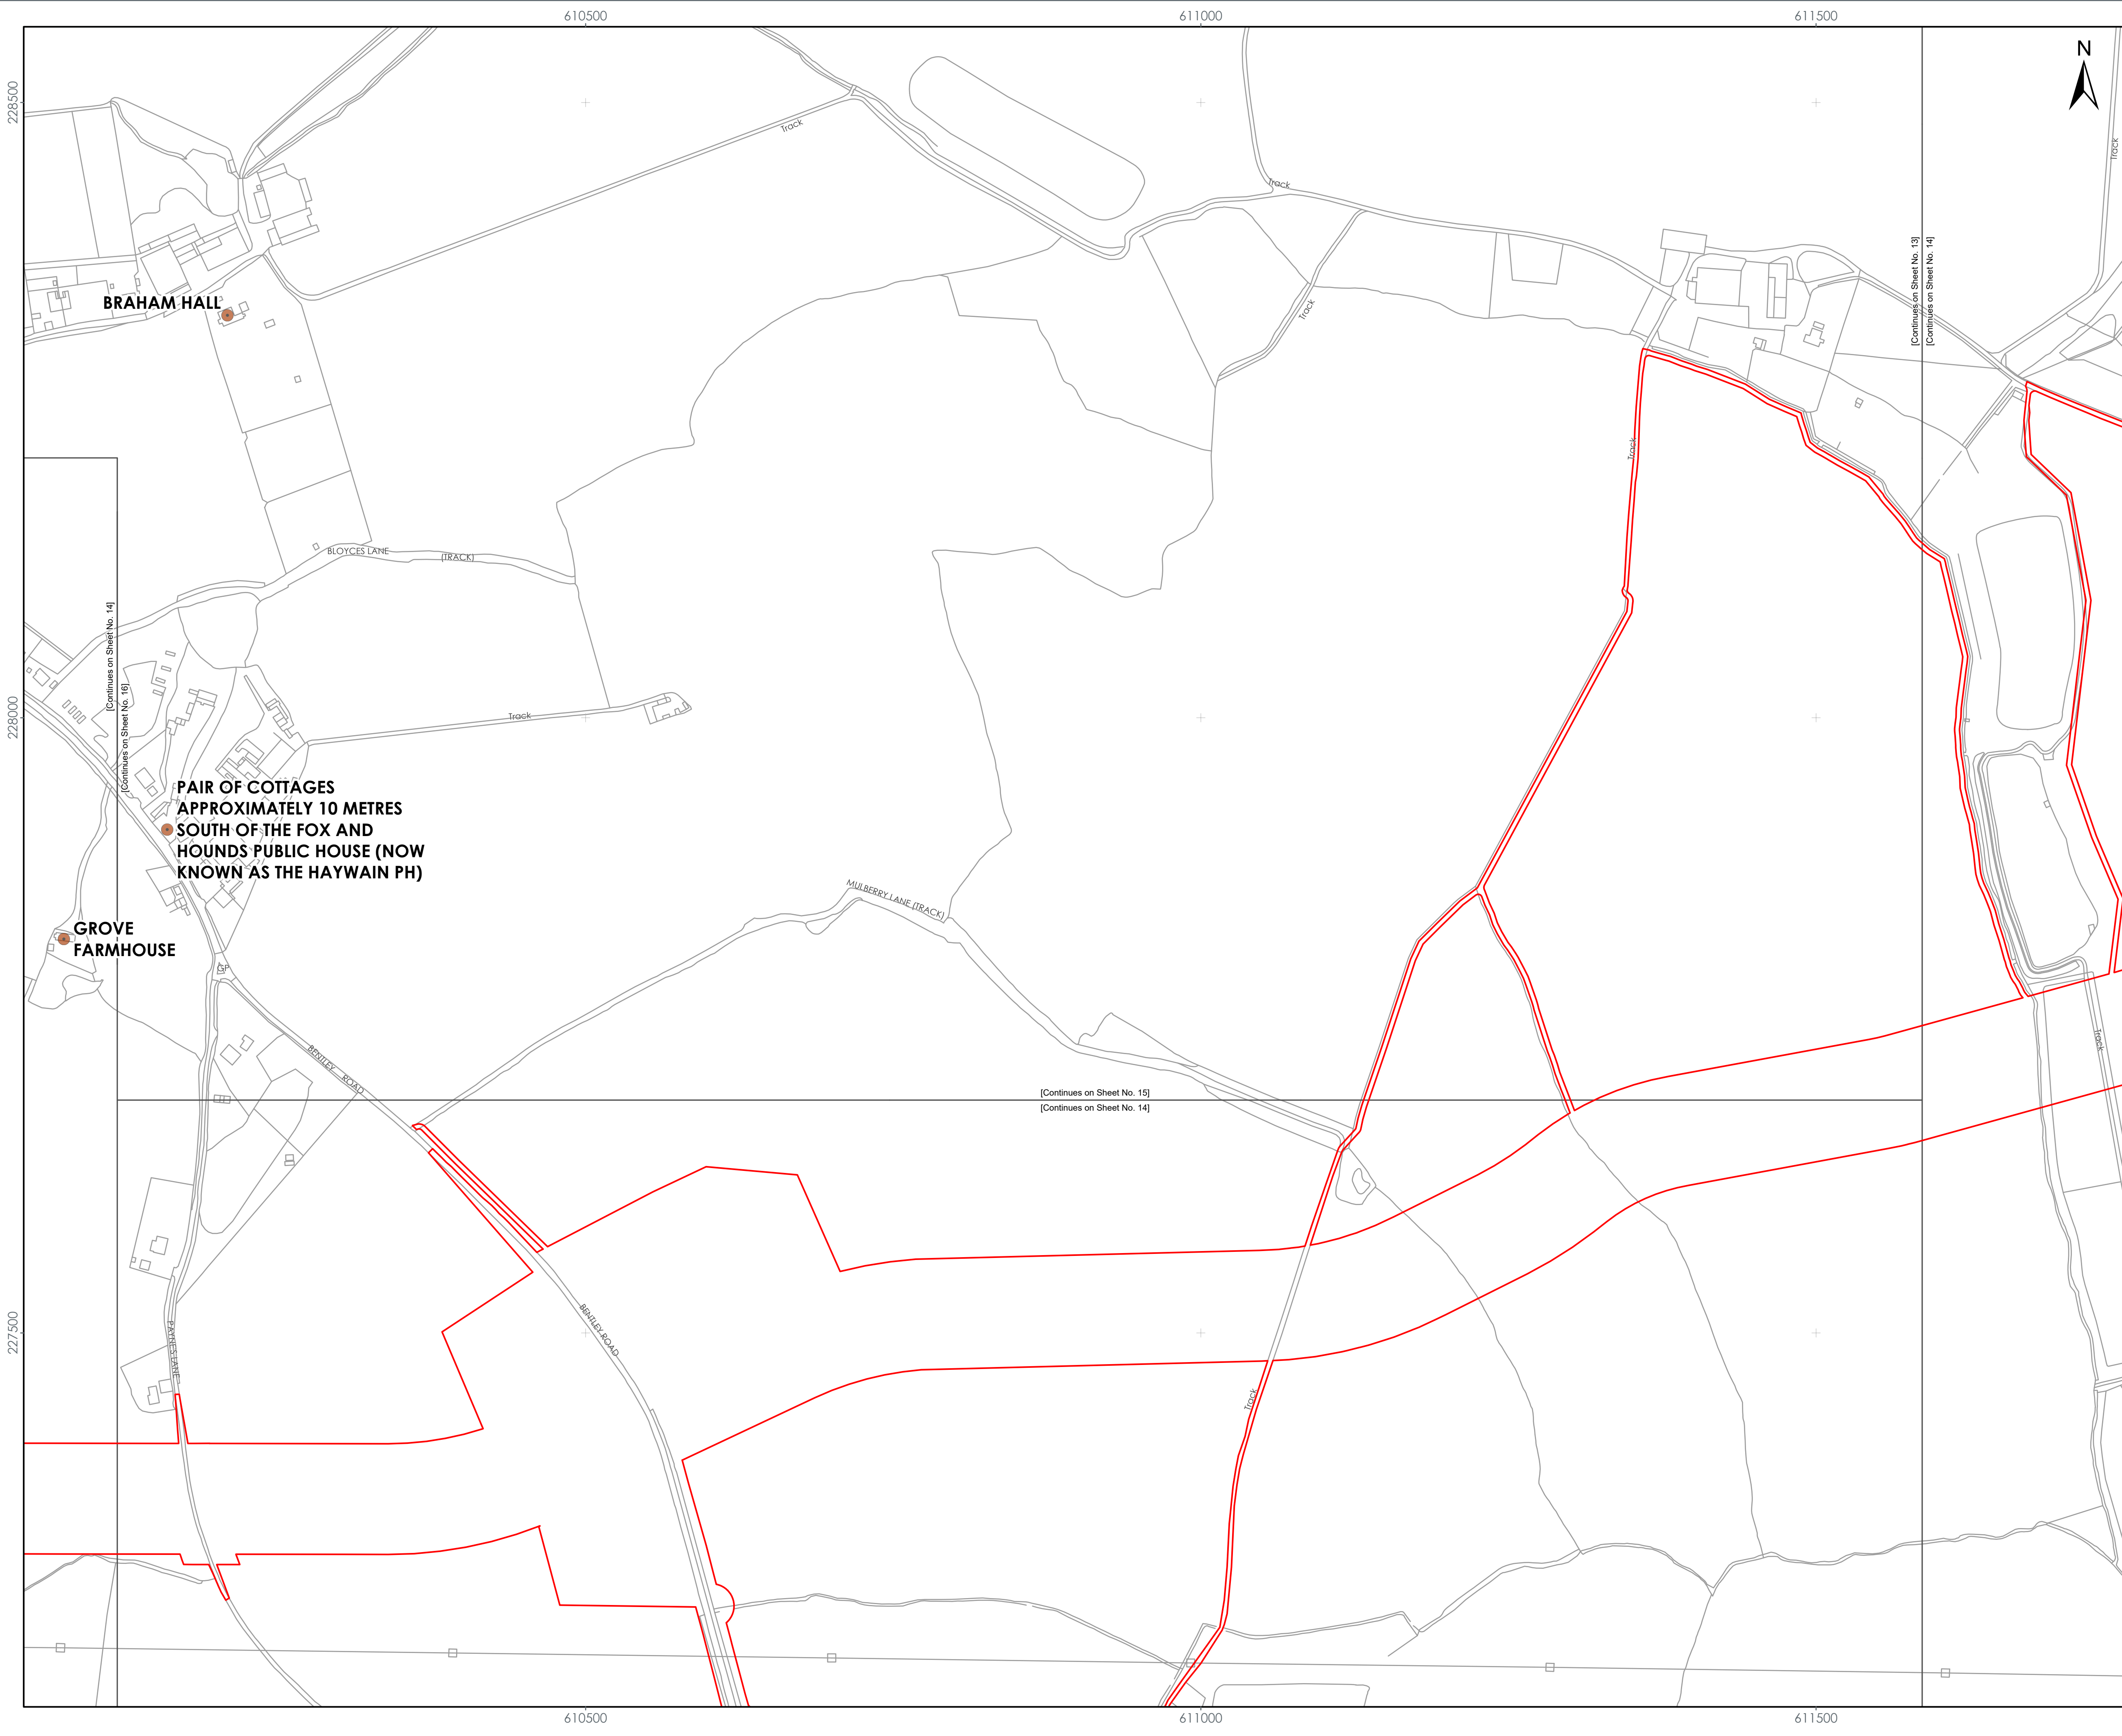 610500
611000
611500
N
228500
Track
Track
Track
[Continues on Sheet No. 13]
[Continues on Sheet No. 14]
BRAHAM HALL
Track
Track
BLOYCES LANE
(TRACK)
[Continues on Sheet No. 14]
[Continues on Sheet No. 16]
228000
Track
PAIR OF COTTAGES
APPROXIMATELY 10 METRES
SOUTH OF THE FOX AND
HOUNDS PUBLIC HOUSE (NOW
KNOWN AS THE HAYWAIN PH)
MULBERRY LANE (TRACK)
GROVE
FARMHOUSE
GP
BENTLEY ROAD
Track
[Continues on Sheet No. 15]
[Continues on Sheet No. 14]
227500
BENTLEY ROAD
PAYNES LANE
Track
610500
611000
611500